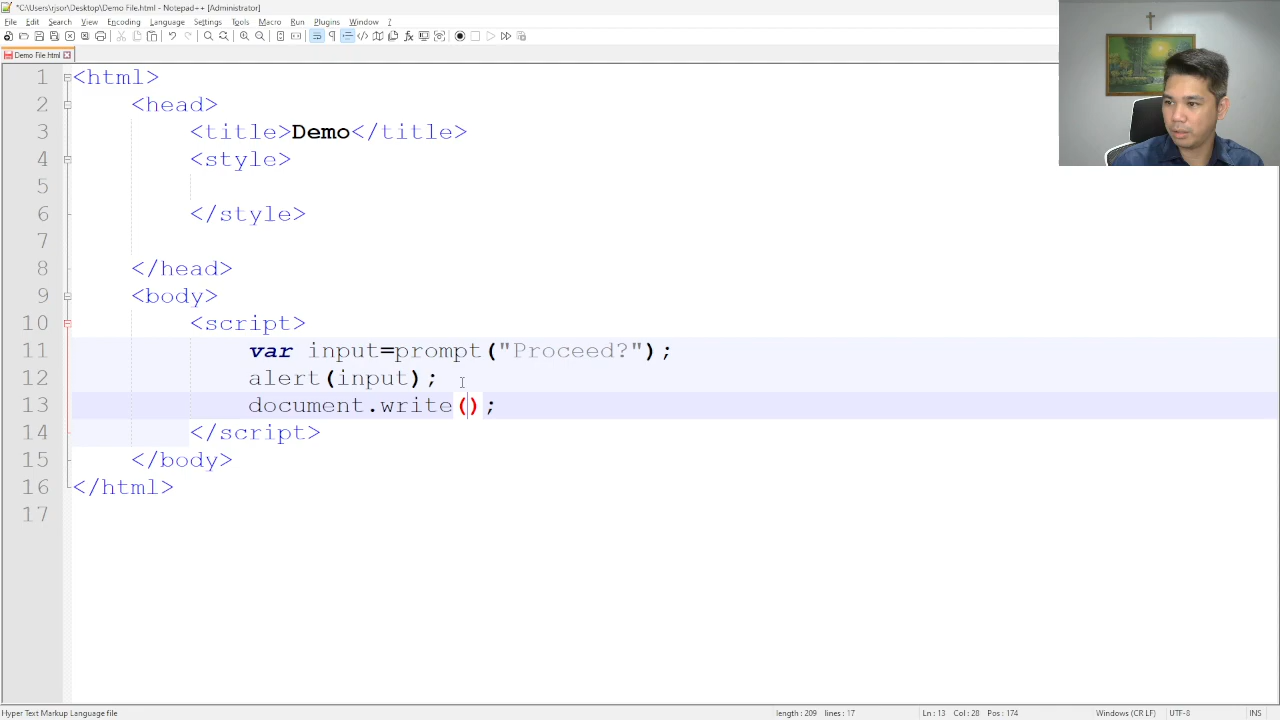 *C:\Users\rjsor\Desktop\Demo File.html - Notepad++ [Administrator]
File Edit Search View Encoding Language Settings Tools Macro Run Plugins Window ?
Demo File.html
1 <html>
2 <head>
3 <title>Demo</title>
4 <style>
5
6 </style>
7
8 </head>
9 <body>
10 <script>
11 var input=prompt("Proceed?");
12 alert(input);
13 document.write();
14 </script>
15 </body>
16 </html>
17
Hyper Text Markup Language file length : 209 lines : 17 Ln : 13 Col : 28 Pos : 174 Windows (CR LF) UTF-8 INS